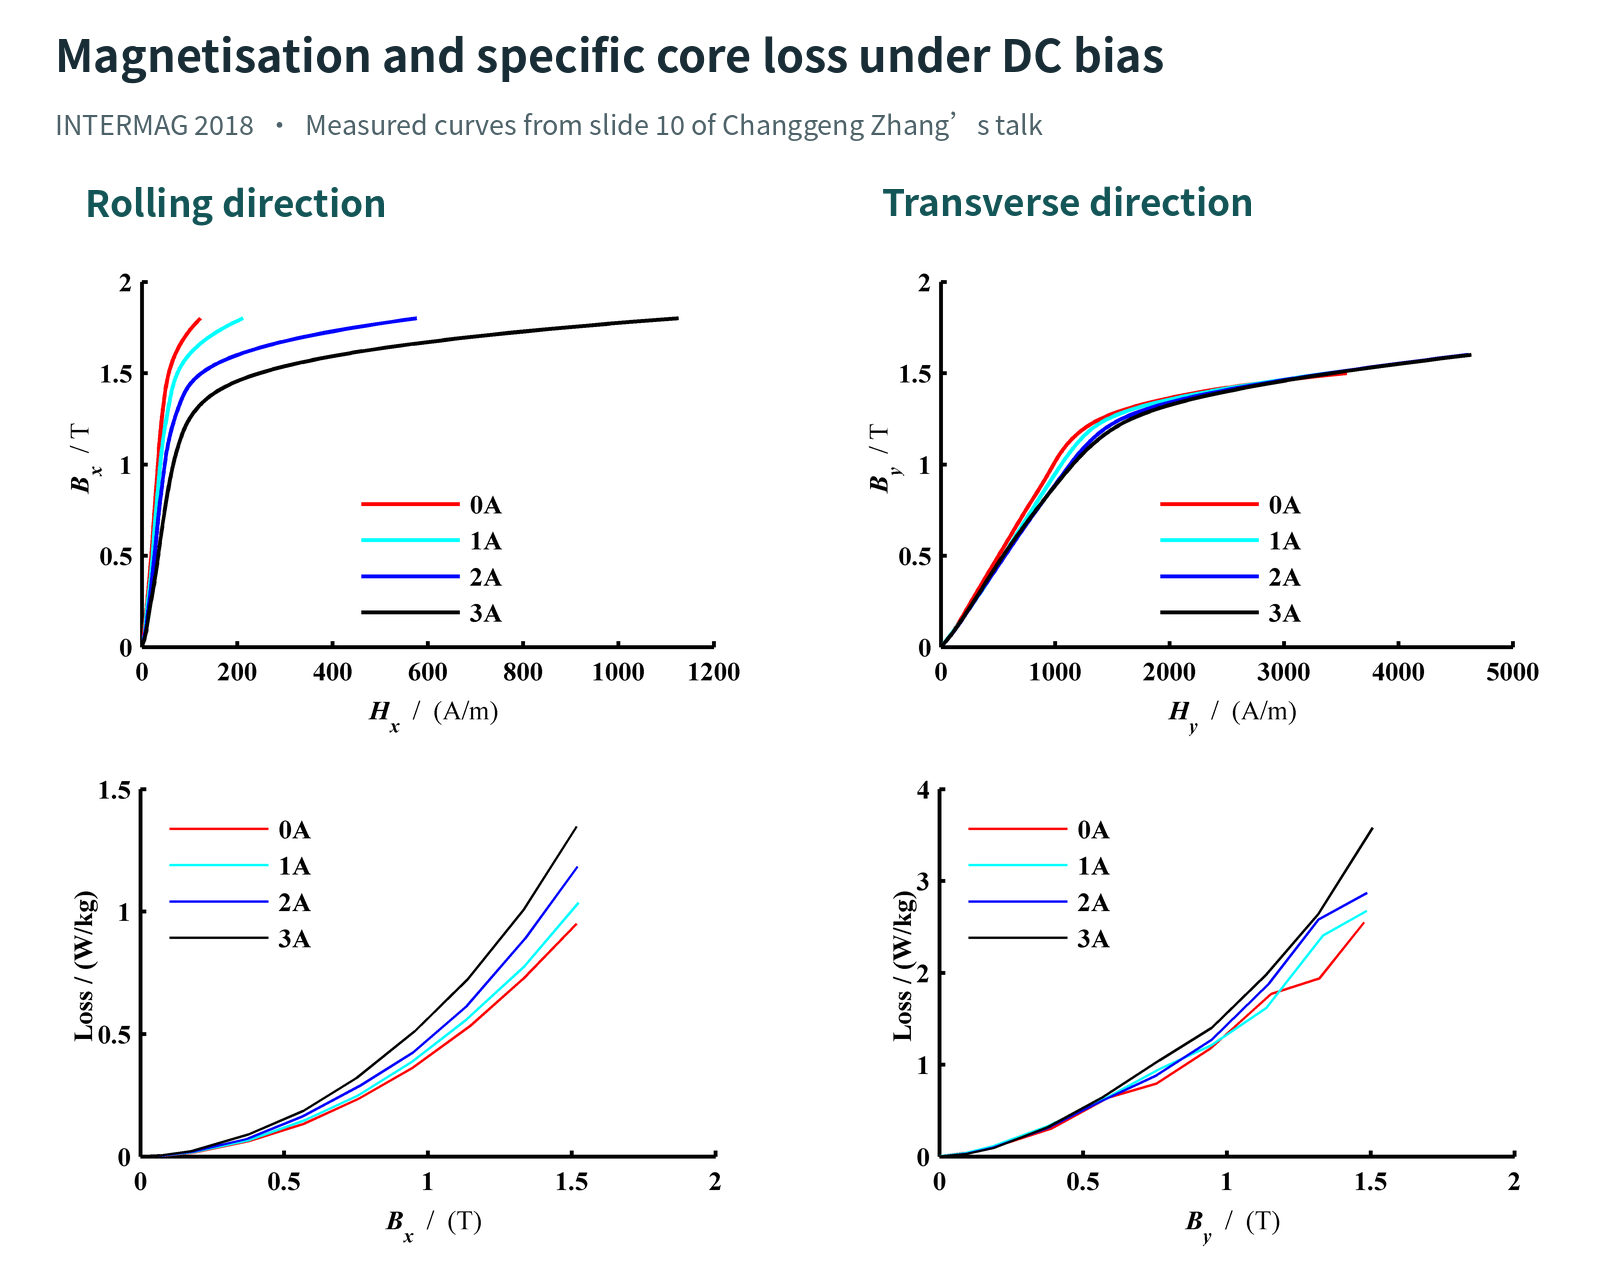 Magnetisation and specific core loss under DC bias
INTERMAG 2018 • Measured curves from slide 10 of Changgeng Zhang’s talk
Rolling direction
2
1.5
1
0.5
0
B_x / T
0A
1A
2A
3A
0 200 400 600 800 1000 1200
H_x / (A/m)
Transverse direction
2
1.5
1
0.5
0
B_y / T
0A
1A
2A
3A
0 1000 2000 3000 4000 5000
H_y / (A/m)
1.5
1
0.5
0
Loss / (W/kg)
0A
1A
2A
3A
0 0.5 1 1.5 2
B_x / (T)
4
3
2
1
0
Loss / (W/kg)
0A
1A
2A
3A
0 0.5 1 1.5 2
B_y / (T)